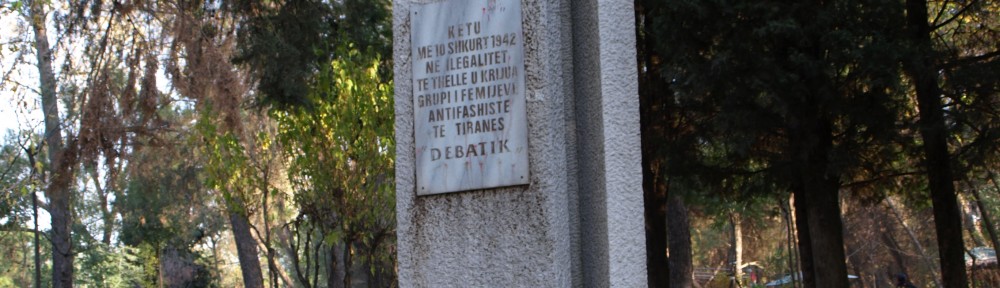 KETU
ME 10 SHKURT 1942
NE ILEGALITET
TE THELLE U KRIJUA
GRUPI I FEMIJEVE
ANTIFASHISTE
TE TIRANES
DEBATIK